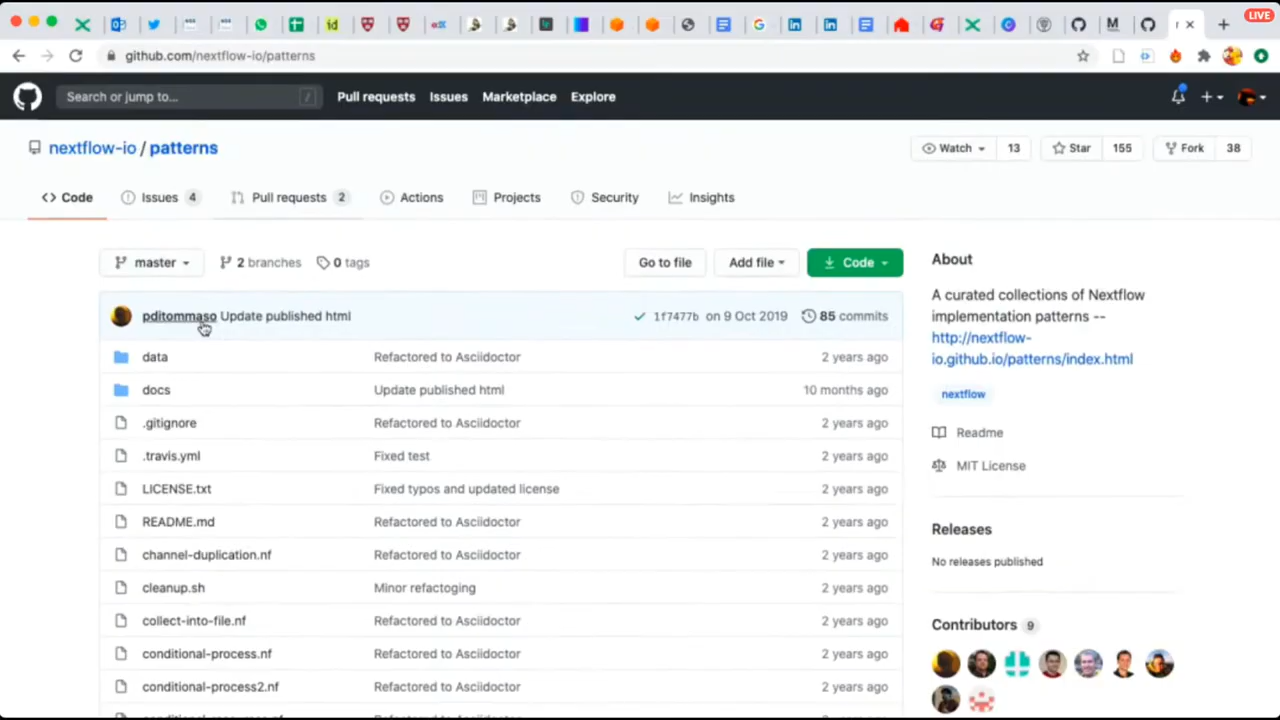 LIVE
github.com/nextflow-io/patterns
Search or jump to... /
Pull requests Issues Marketplace Explore
nextflow-io / patterns
Watch 13 Star 155 Fork 38
<> Code Issues 4 Pull requests 2 Actions Projects Security Insights
master 2 branches 0 tags Go to file Add file Code
pditommaso Update published html 1f7477b on 9 Oct 2019 85 commits
data Refactored to Asciidoctor 2 years ago
docs Update published html 10 months ago
.gitignore Refactored to Asciidoctor 2 years ago
.travis.yml Fixed test 2 years ago
LICENSE.txt Fixed typos and updated license 2 years ago
README.md Refactored to Asciidoctor 2 years ago
channel-duplication.nf Refactored to Asciidoctor 2 years ago
cleanup.sh Minor refactoging 2 years ago
collect-into-file.nf Refactored to Asciidoctor 2 years ago
conditional-process.nf Refactored to Asciidoctor 2 years ago
conditional-process2.nf Refactored to Asciidoctor 2 years ago
About
A curated collections of Nextflow
implementation patterns --
http://nextflow-
io.github.io/patterns/index.html
nextflow
Readme
MIT License
Releases
No releases published
Contributors 9